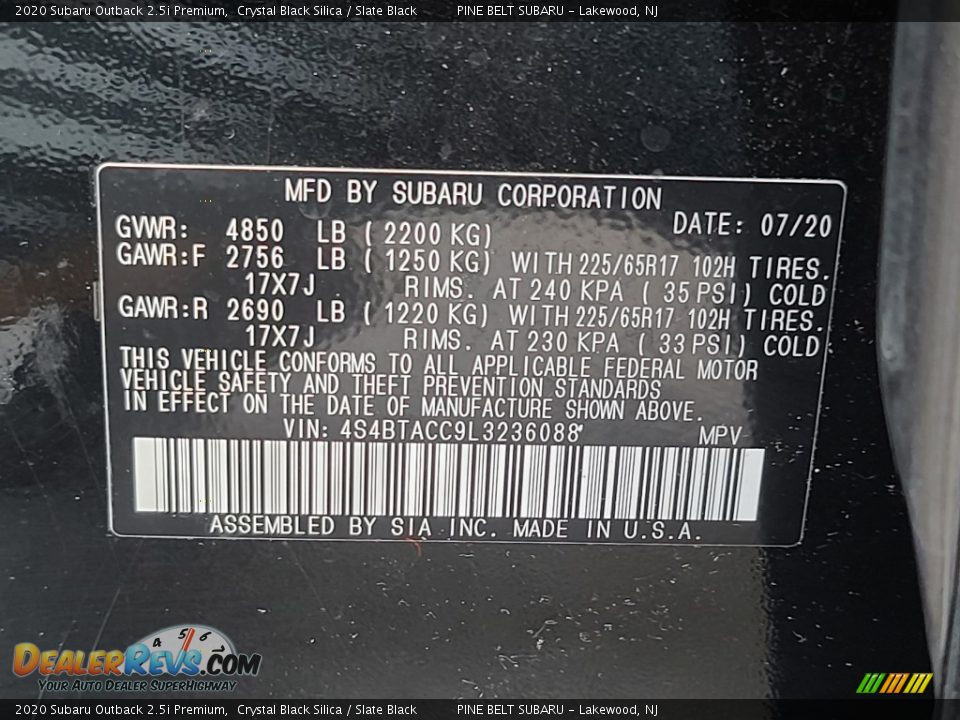 2020 Subaru Outback 2.5i Premium, Crystal Black Silica / Slate Black PINE BELT SUBARU - Lakewood, NJ
MFD BY SUBARU CORPORATION
GVWR: 4850 LB ( 2200 KG) DATE: 07/20
GAWR:F 2756 LB ( 1250 KG) WITH 225/65R17 102H TIRES.
17X7J RIMS. AT 240 KPA ( 35 PSI) COLD
GAWR:R 2690 LB ( 1220 KG) WITH 225/65R17 102H TIRES.
17X7J RIMS. AT 230 KPA ( 33 PSI) COLD
THIS VEHICLE CONFORMS TO ALL APPLICABLE FEDERAL MOTOR
VEHICLE SAFETY AND THEFT PREVENTION STANDARDS
IN EFFECT ON THE DATE OF MANUFACTURE SHOWN ABOVE.
VIN: 4S4BTACC9L3236088 MPV
ASSEMBLED BY SIA INC. MADE IN U.S.A.
4 5 6
DEALERREVS.COM
YOUR AUTO DEALER SUPERHIGHWAY
2020 Subaru Outback 2.5i Premium, Crystal Black Silica / Slate Black PINE BELT SUBARU - Lakewood, NJ